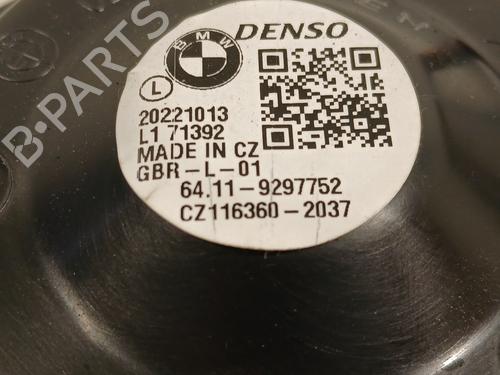 BMW
DENSO
L
20221013
L1 71392
MADE IN CZ
GBR-L-01
64.11-9297752
CZ116360-2037
B-PARTS